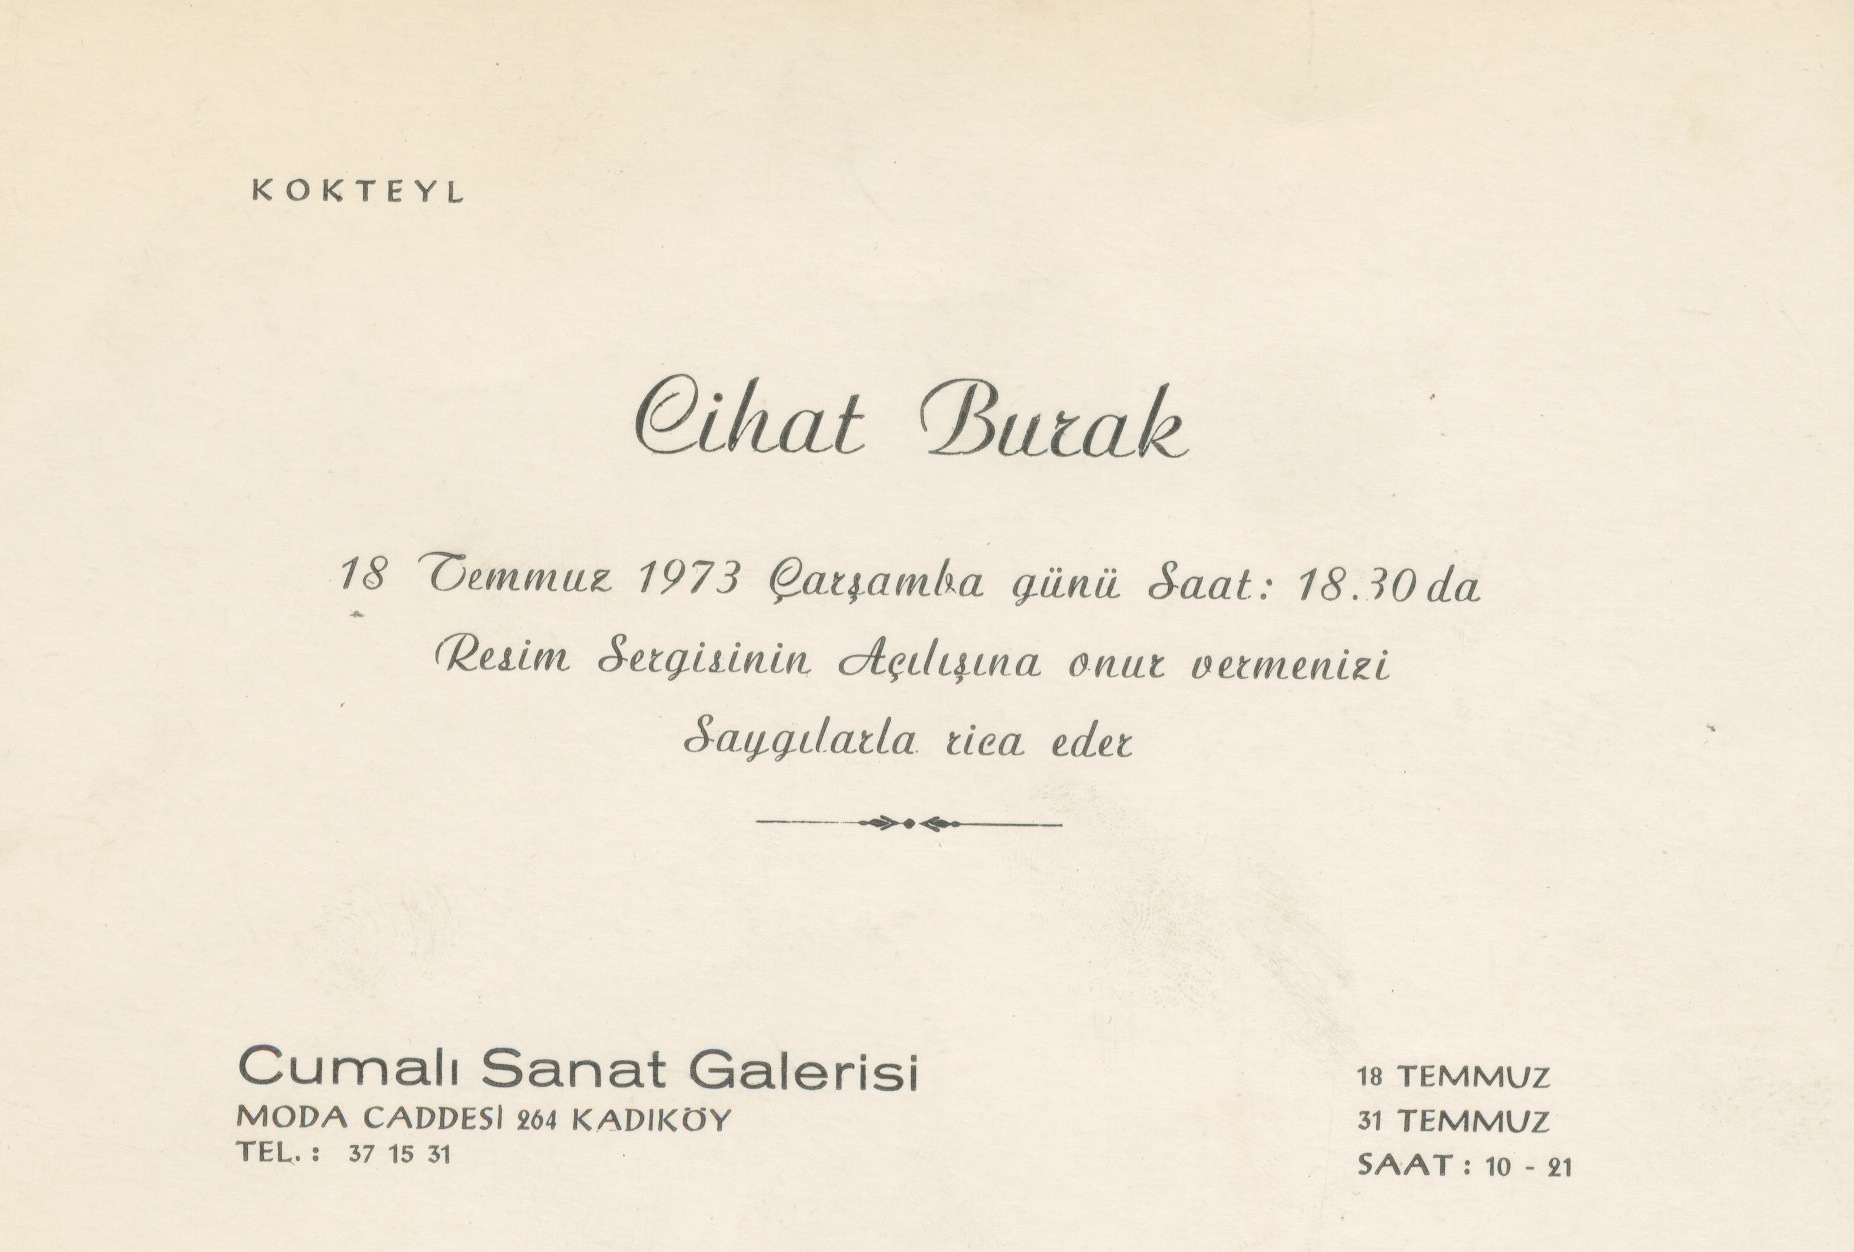 KOKTEYL
Cihat Burak
18 Temmuz 1973 Çarşamba günü Saat: 18.30 da
Resim Sergisinin Açılışına onur vermenizi
Saygılarla rica eder
Cumalı Sanat Galerisi
MODA CADDESİ 264 KADIKÖY
TEL. : 37 15 31
18 TEMMUZ
31 TEMMUZ
SAAT : 10 - 21